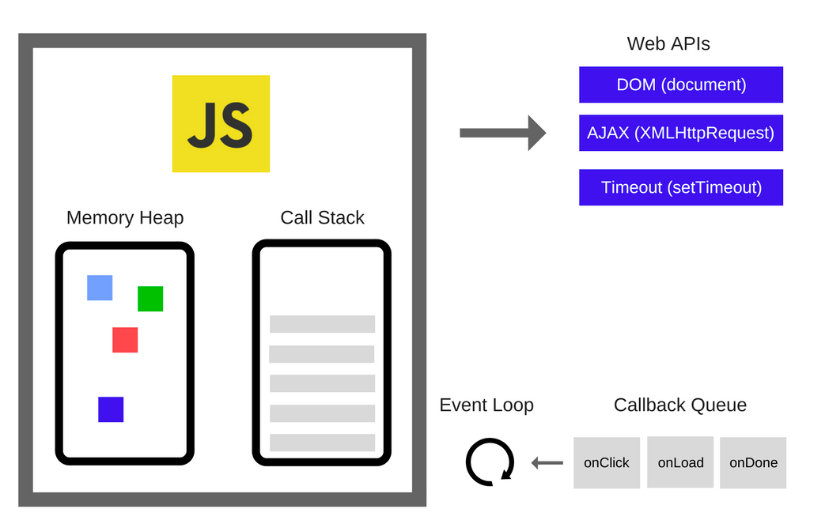 JS
Memory Heap
Call Stack
Web APIs
DOM (document)
AJAX (XMLHttpRequest)
Timeout (setTimeout)
Event Loop
Callback Queue
onClick
onLoad
onDone